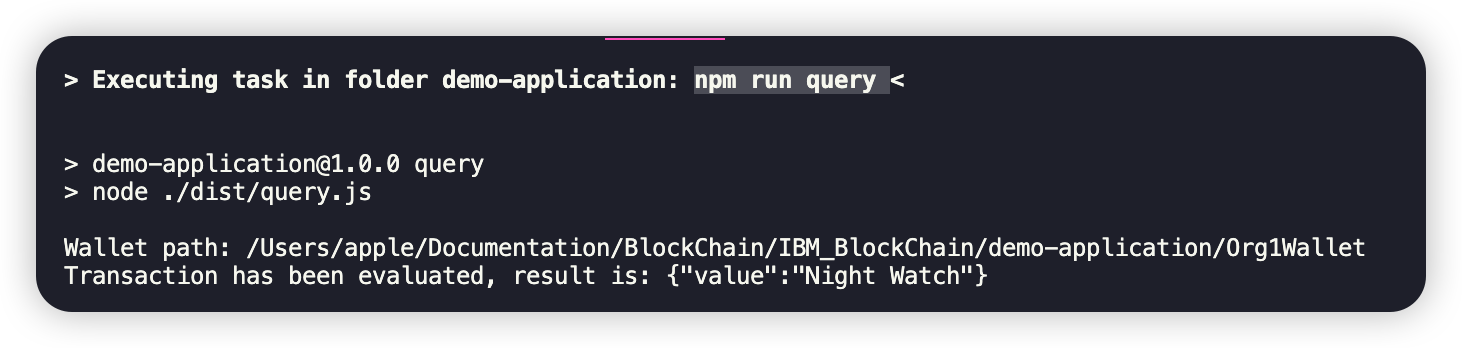 > Executing task in folder demo-application: npm run query <
> demo-application@1.0.0 query
> node ./dist/query.js
Wallet path: /Users/apple/Documentation/BlockChain/IBM_BlockChain/demo-application/Org1Wallet
Transaction has been evaluated, result is: {"value":"Night Watch"}